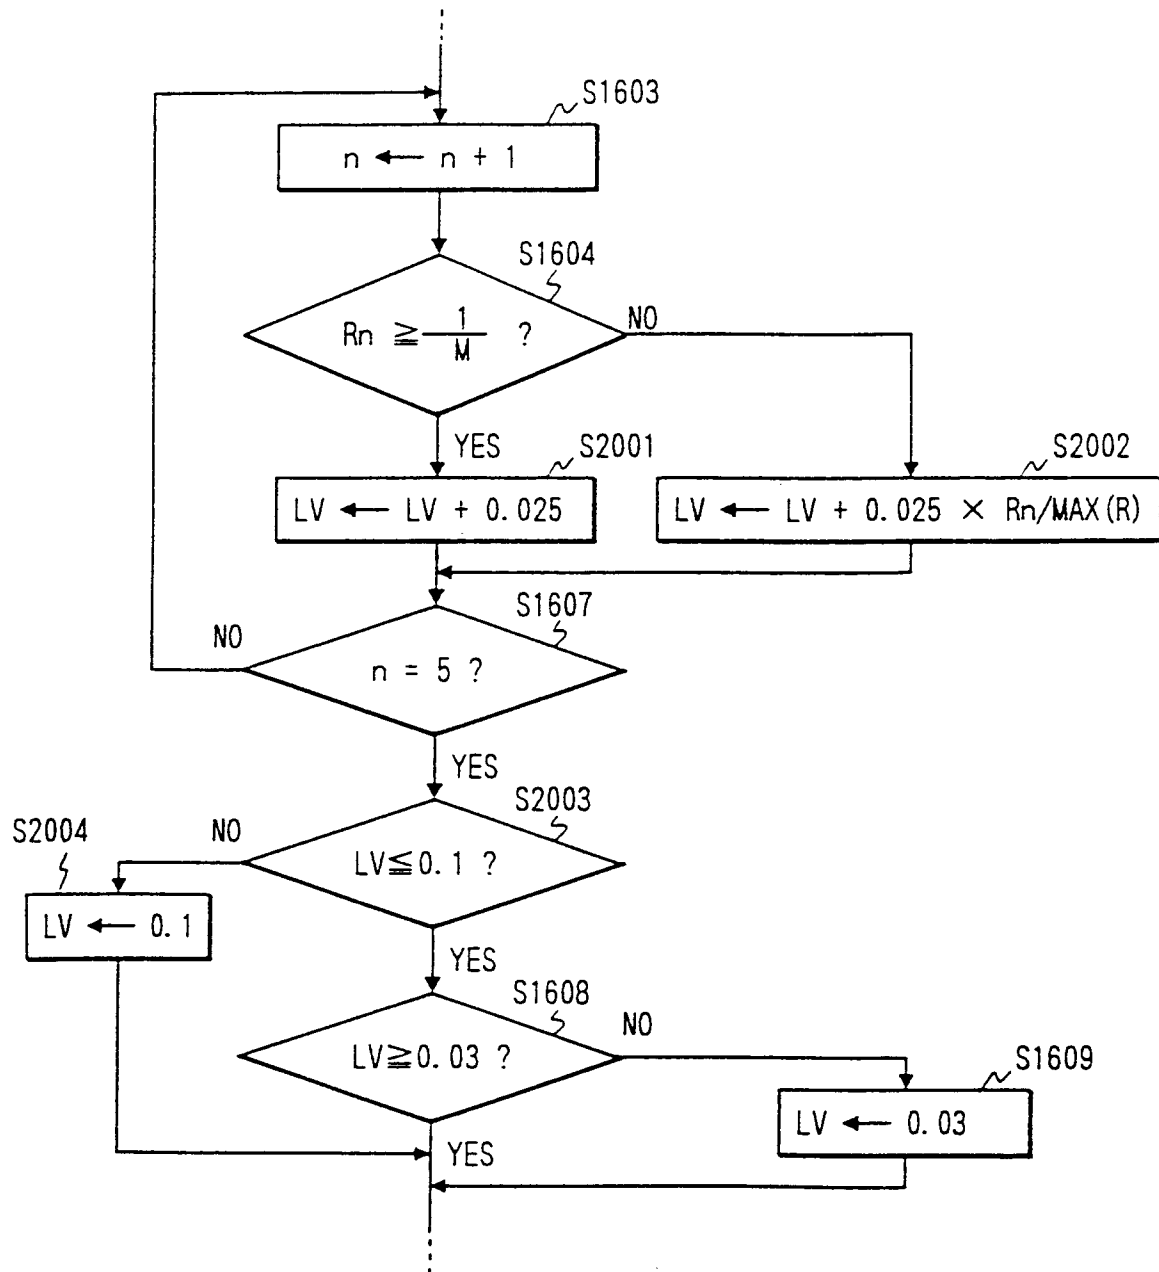 S1603
n ← n + 1
S1604
Rn ≧ 1/M ?
NO
YES
S2001
S2002
LV ← LV + 0.025
LV ← LV + 0.025 × Rn/MAX(R)
S1607
NO
n = 5 ?
YES
S2003
S2004
NO
LV≦0.1 ?
LV ← 0.1
YES
S1608
NO
LV≧0.03 ?
S1609
LV ← 0.03
YES